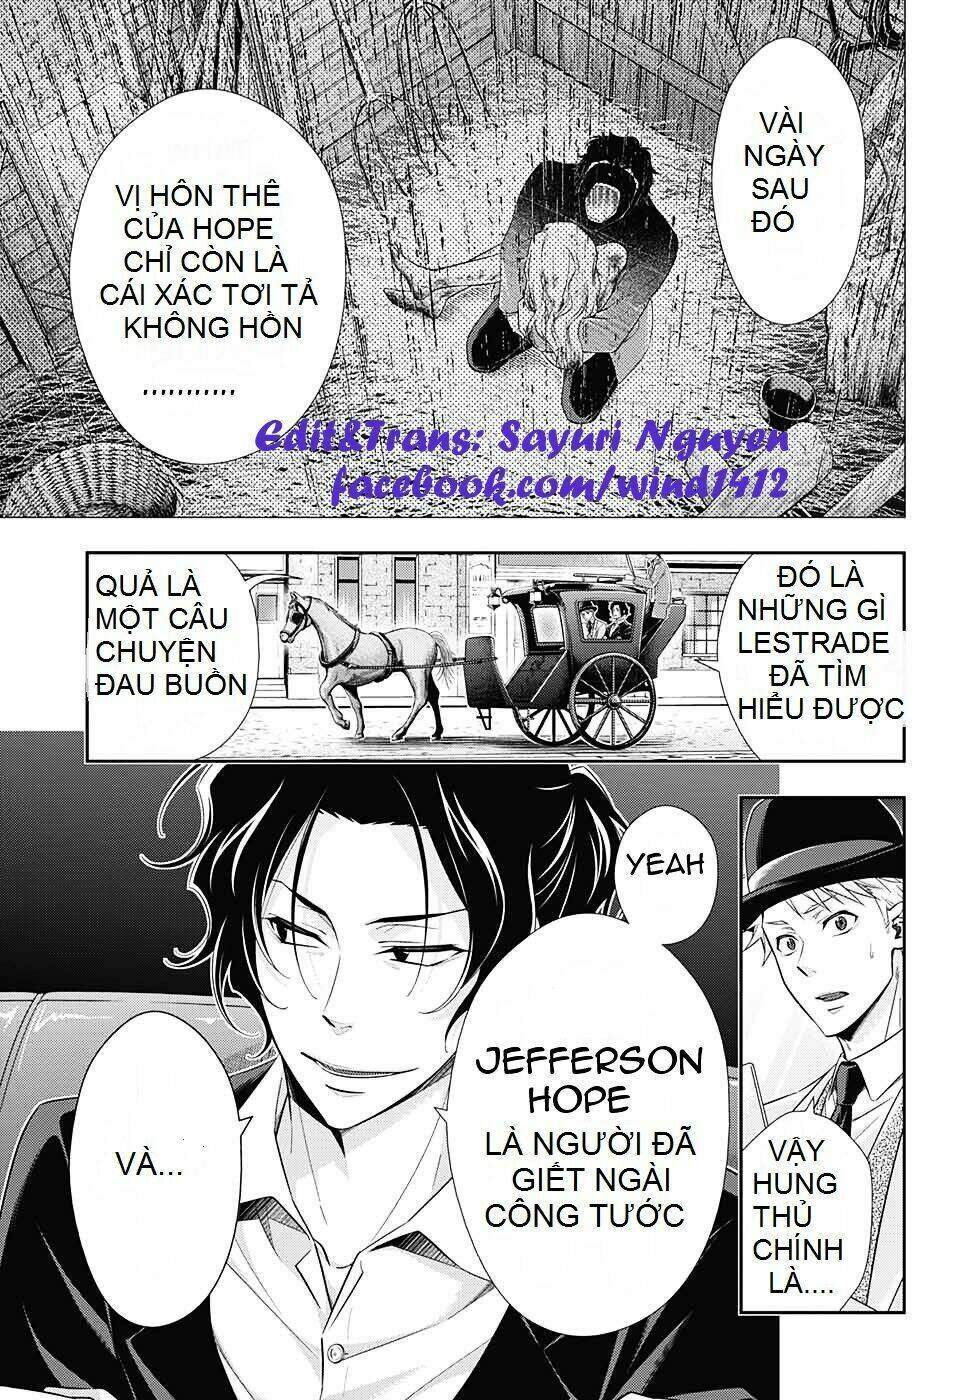 VÀI
NGÀY
SAU
ĐÓ
VỊ HÔN THÊ
CỦA HOPE
CHỈ CÒN LÀ
CÁI XÁC TƠI TẢ
KHÔNG HỒN
...........
Edit&Trans: Sayuri Nguyen
facebook.com/wind1412
ĐÓ LÀ
NHỮNG GÌ
LESTRADE
ĐÃ TÌM
HIỂU ĐƯỢC
QUẢ LÀ
MỘT CÂU
CHUYỆN
ĐAU BUỒN
VẬY
HUNG
THỦ
CHÍNH
LÀ....
YEAH
JEFFERSON
HOPE
LÀ NGƯỜI ĐÃ
GIẾT NGÀI
CÔNG TƯỚC
VÀ...